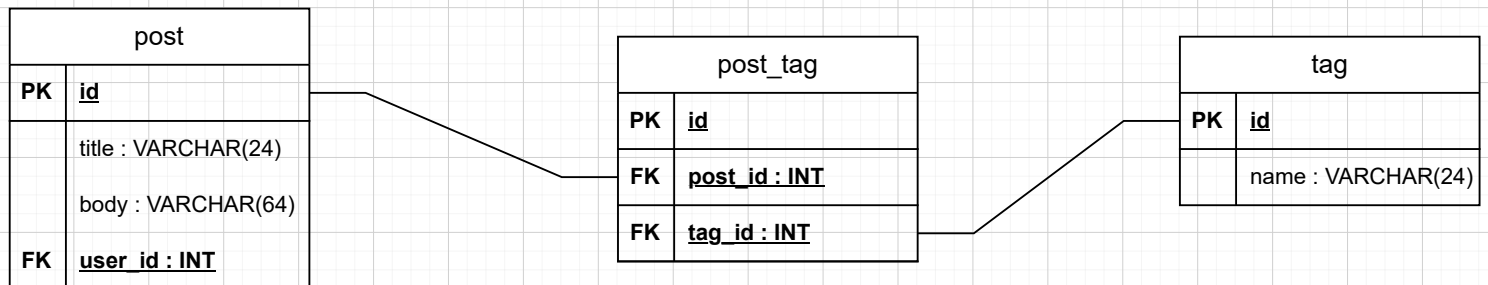 post
PK id
title : VARCHAR(24)
body : VARCHAR(64)
FK user_id : INT
post_tag
PK id
FK post_id : INT
FK tag_id : INT
tag
PK id
name : VARCHAR(24)